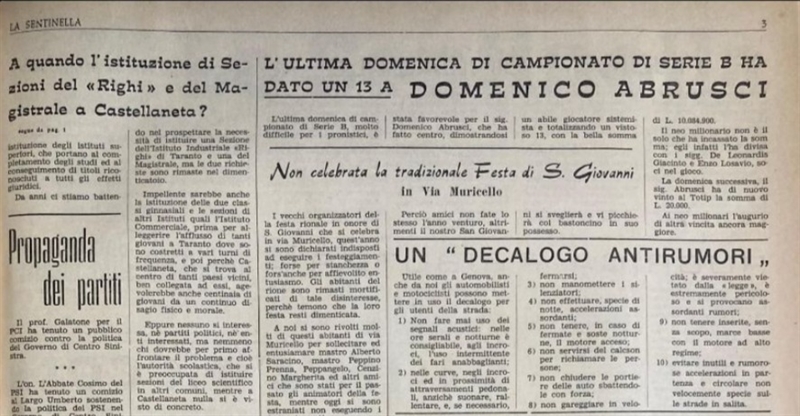 LA SENTINELLA
3
A quando l'istituzione di Se-
zioni del «Righi» e del Ma-
gistrale a Castellaneta?
segue da pag. 1
istituzione degli istituti su-
periori, che portano al com-
pletamento degli studi ed al
conseguimento di titoli rico-
nosciuti a tutti gli effetti
giuridici.
Da anni ci stiamo batten-
do nel prospettare la neces-
sità di istituire una Sezione
dell'Istituto Industriale «Ri-
ghi» di Taranto e una del
Magistrale, ma le due richie-
ste sono rimaste nel dimen-
ticatoio.
Impellente sarebbe anche
la istituzione delle due clas-
si ginnasiali e le sezioni di
altri Istituti quali l'Istituto
Commerciale, prima per al-
leggerire l'afflusso di tanti
giovani a Taranto dove so-
no costretti a vari turni di
frequenza, e poi perchè Ca-
stellaneta, che si trova al
centro di tanti paesi vicini,
ben collegata ad essi, age-
volerebbe anche centinaia di
giovani da un continuo di-
sagio fisico e morale.
Eppure nessuno si interes-
sa, nè partiti politici, nè en-
ti interessati, ma nemmeno
chi dovrebbe per primo af-
frontare il problema e cioè
l'autorità scolastica, che si
è preoccupata di istituire
sezioni del liceo scientifico
in altri comuni, mentre a
Castellaneta nulla si è vi-
sto di concreto.
Propaganda
dei partiti
Il prof. Galatone per il
PCI ha tenuto un pubblico
comizio contro la politica
del Governo di Centro Sini-
stra.
L'on. L'Abbate Cosimo del
PSI ha tenuto un comizio
al Largo Umberto sostenen-
do la politica del PSI nel
L'ULTIMA DOMENICA DI CAMPIONATO DI SERIE B HA
DATO UN 13 A DOMENICO ABRUSCI
L'ultima domenica di cam-
pionato di Serie B, molto
difficile per i pronistici, è
stata favorevole per il sig.
Domenico Abrusci, che ha
fatto centro, dimostrandosi
un abile giocatore sistemi-
sta e totalizzando un visto-
so 13, con la bella somma
di L. 10.084.900.
Il neo milionario non è il
solo che ha incassato la som-
ma; egli infatti l'ha divisa
con i sigg. De Leonardis
Giacinto e Enzo Losavio, so-
ci nel gioco.
La domenica successiva, il
sig. Abrusci ha di nuovo
vinto al Totip la somma di
L. 20.000.
Ai neo milionari l'augurio
di altra vincita ancora mag-
giore.
Non celebrata la tradizionale Festa di S. Giovanni
in Via Muricello
I vecchi organizzatori del-
la festa rionale in onore di
S. Giovanni che si celebra
in via Muricello, quest'anno
si sono dichiarati indisposti
ad eseguire i festeggiamen-
ti; forse per stanchezza o
fors'anche per affievolito en-
tusiasmo. Gli abitanti del
rione sono rimasti mortifi-
cati di tale disinteresse,
perchè temono che la loro
festa resti dimenticata.
A noi si sono rivolti mol-
ti di questi abitanti di via
Muricello per sollecitare ed
entusiasmare mastro Alberto
Saracino, mastro Peppino
Prenna, Peppangelo, Cenzi-
no Margherita ed altri ami-
ci che sono stati per il pas-
sato gli animatori della fe-
sta, mentre oggi si sono
estraniati non eseguendo i
Perciò amici non fate lo
stesso l'anno venturo, altri-
menti il nostro San Giovan-
ni si sveglierà e vi picchie-
rà col bastoncino in suo
possesso.
UN " DECALOGO ANTIRUMORI „
Utile come a Genova, an-
che da noi gli automobilisti
e motociclisti possono met-
tere in uso il decalogo per
gli utenti della strada.
1) Non fare mai uso dei
segnali acustici: nelle
ore serali e notturne è
consigliabile, agli incro-
ci, l'uso intermittente
dei fari anabbaglianti;
2) nelle curve, negli incro-
ci ed in prossimità di
attraversamenti pedona-
li, anzichè suonare, ral-
lentare, e, se necessario,
fermarsi;
3) non manomettere i si-
lenziatori;
4) non effettuare, specie di
notte, accelerazioni as-
sordanti;
5) non tenere, in caso di
fermate e soste nottur-
ne, il motore acceso;
6) non servirsi del calcson
per richiamare le per-
sone;
7) non chiudere le portie-
re delle auto sbattendo-
le con forza;
8) non gareggiare in velo-
cità; è severamente vie-
tato dalla «legge», è
estremamente pericolo-
so e si provocano as-
sordanti rumori;
9) non tenere inserite, sen-
za scopo, marce basse
con il motore ad alto
regime;
10) evitare inutili e rumoro-
se accelerazioni in par-
tenza e circolare non
velocemente specie sul-
le strade in salita.